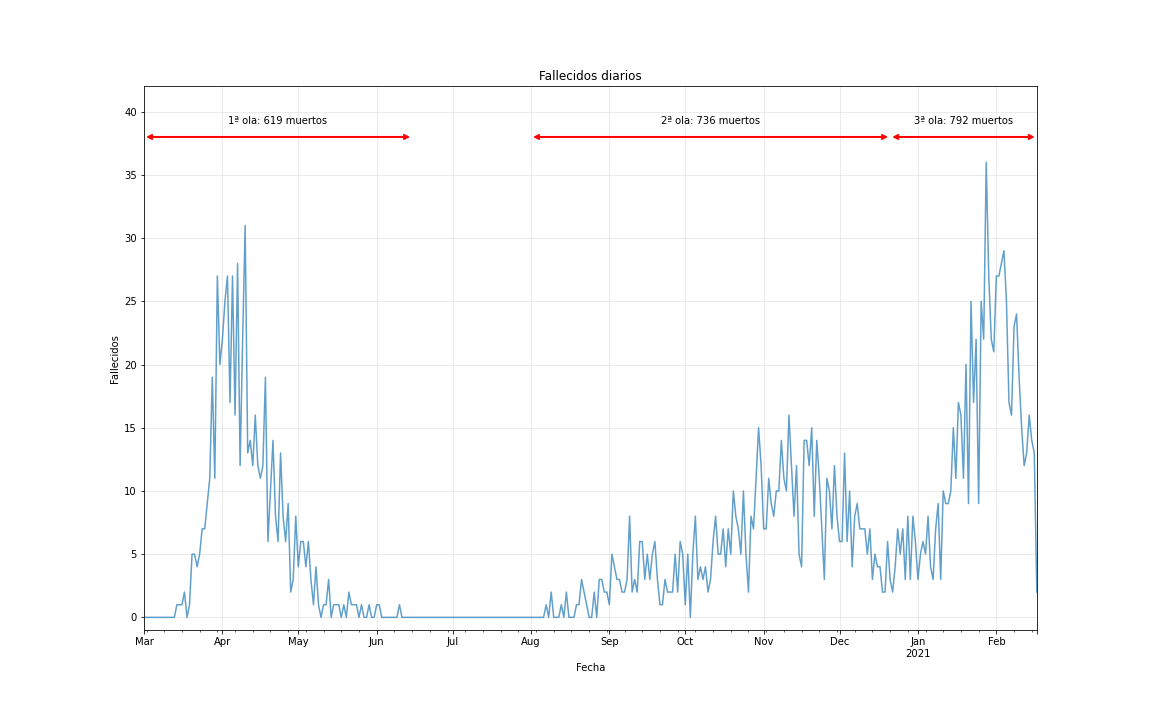 Fallecidos diarios
1ª ola: 619 muertos
2ª ola: 736 muertos
3ª ola: 792 muertos
40
35
30
25
20
15
10
5
0
Fallecidos
Mar
Apr
May
Jun
Jul
Aug
Sep
Oct
Nov
Dec
Jan
2021
Feb
Fecha